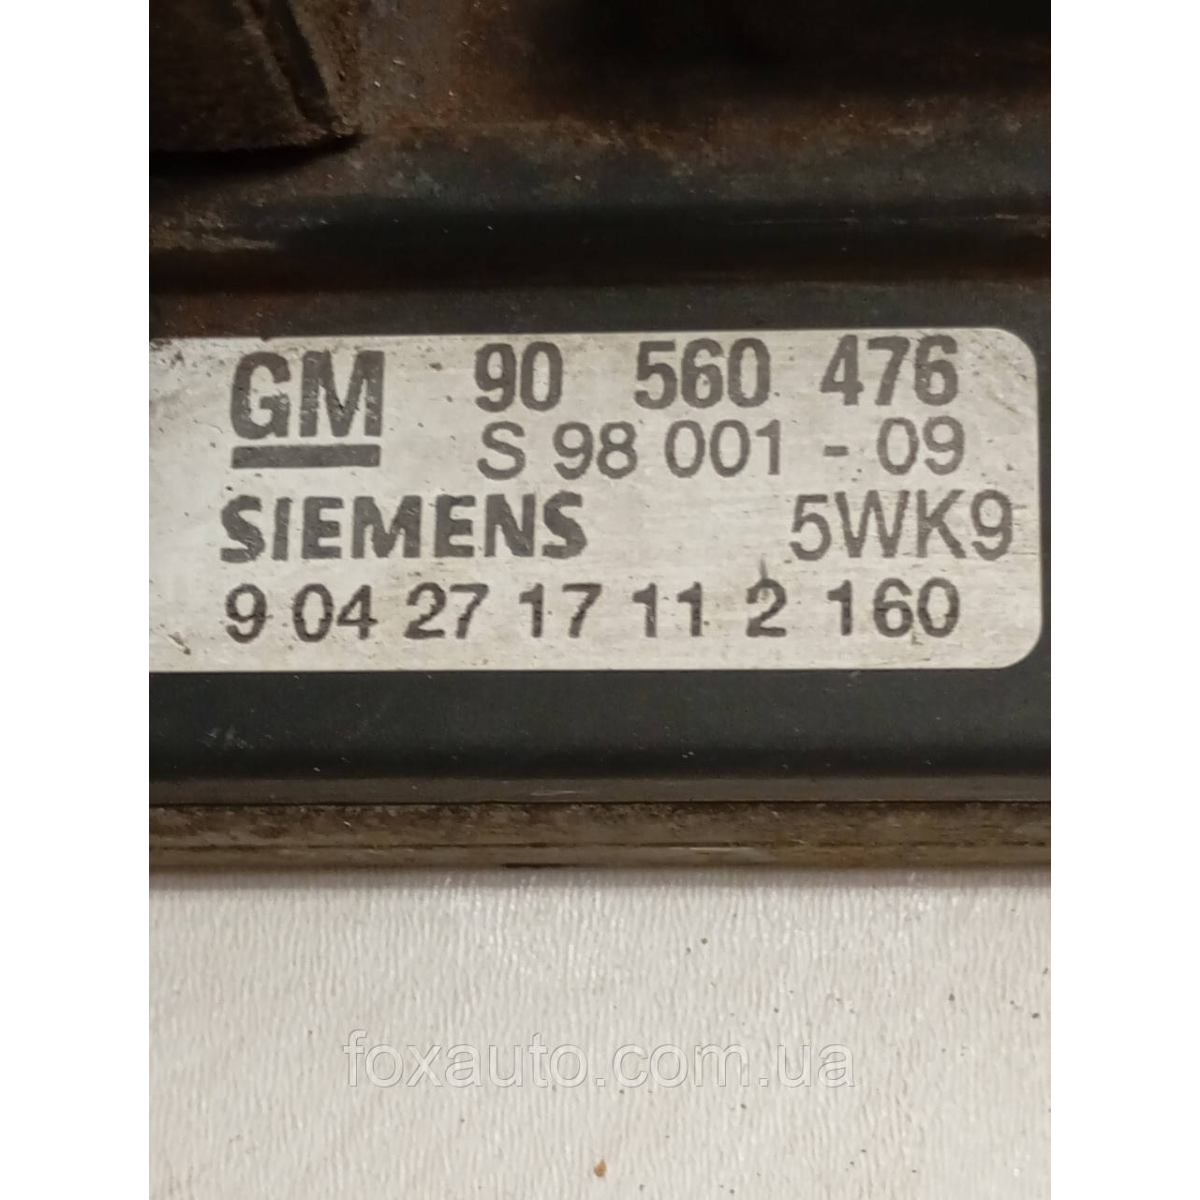 GM 90 560 476
S 98 001 - 09
SIEMENS 5WK9
9 04 27 17 11 2 160
foxauto.com.ua